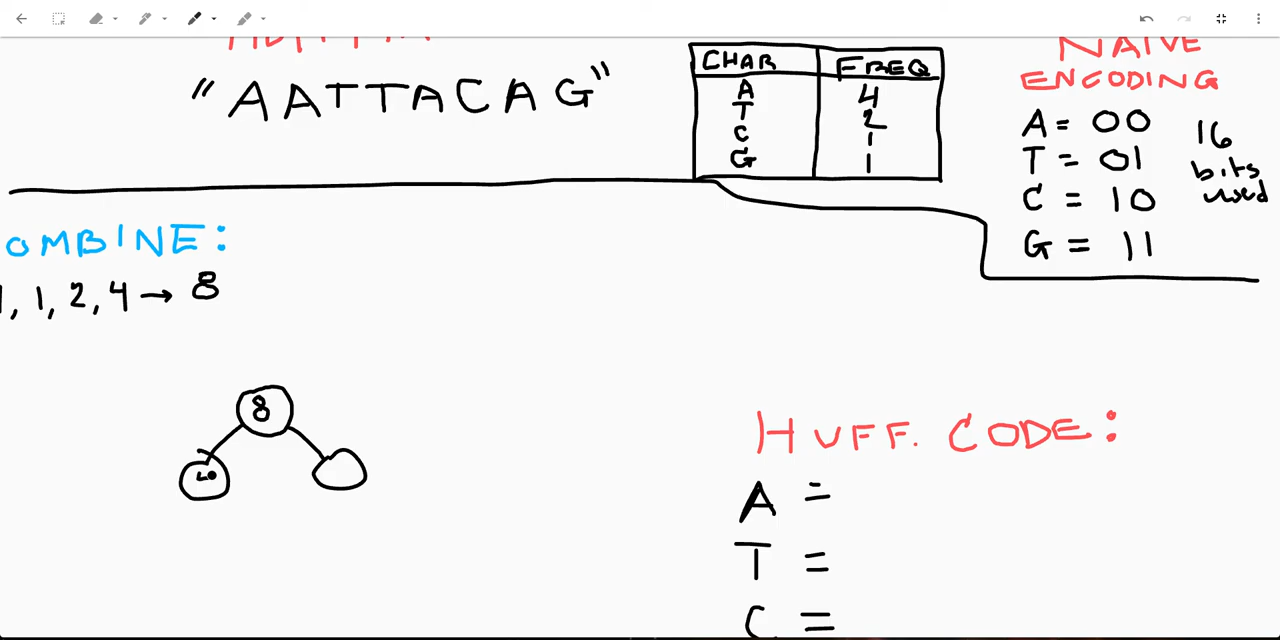 "AATTACAG"
CHAR FREQ
A 4
T 2
C 1
G 1
NAIVE
ENCODING
A = 00
T = 01
C = 10
G = 11
16
bits
used
OMBINE:
1, 1, 2, 4 → 8
8
HUFF. CODE:
A =
T =
C =